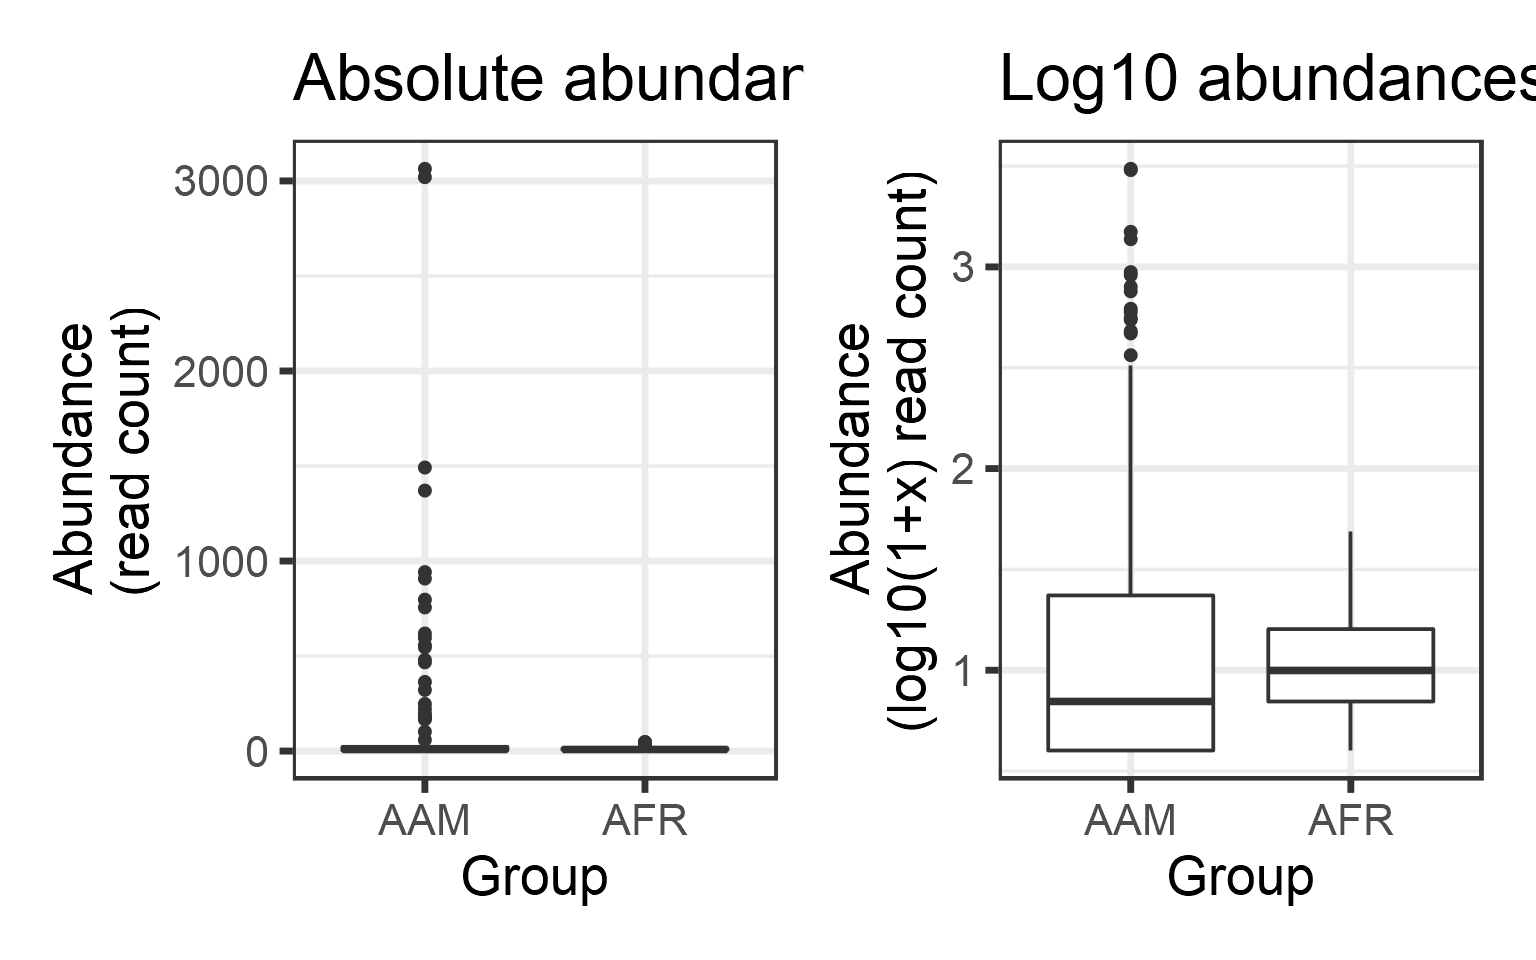 Absolute abundar
Abundance
(read count)
3000
2000
1000
0
AAM AFR
Group
Log10 abundances
Abundance
(log10(1+x) read count)
3
2
1
AAM AFR
Group